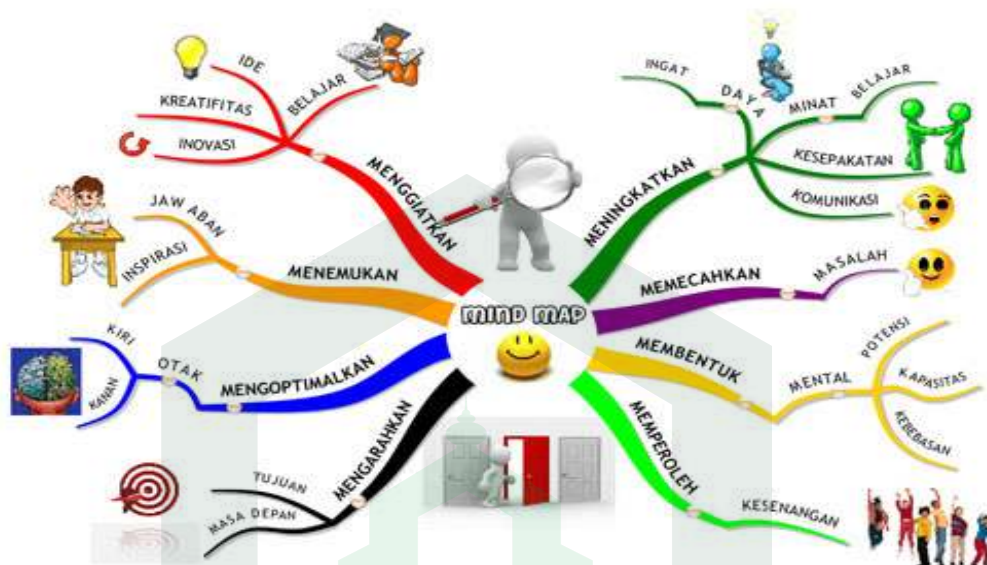 MIND MAP
MENGGIATKAN
IDE
KREATIFITAS
INOVASI
BELAJAR
MENEMUKAN
JAW ABAN
INSPIRASI
MENGOPTIMALKAN
OTAK
KIRI
KANAN
MENGARAHKAN
TUJUAN
MASA DEPAN
MENINGKATKAN
DAYA
INGAT
MINAT
BELAJAR
KESEPAKATAN
KOMUNIKASI
MEMECAHKAN
MASALAH
MEMBENTUK
MENTAL
POTENSI
KAPASITAS
KEBEBASAN
MEMPEROLEH
KESENANGAN